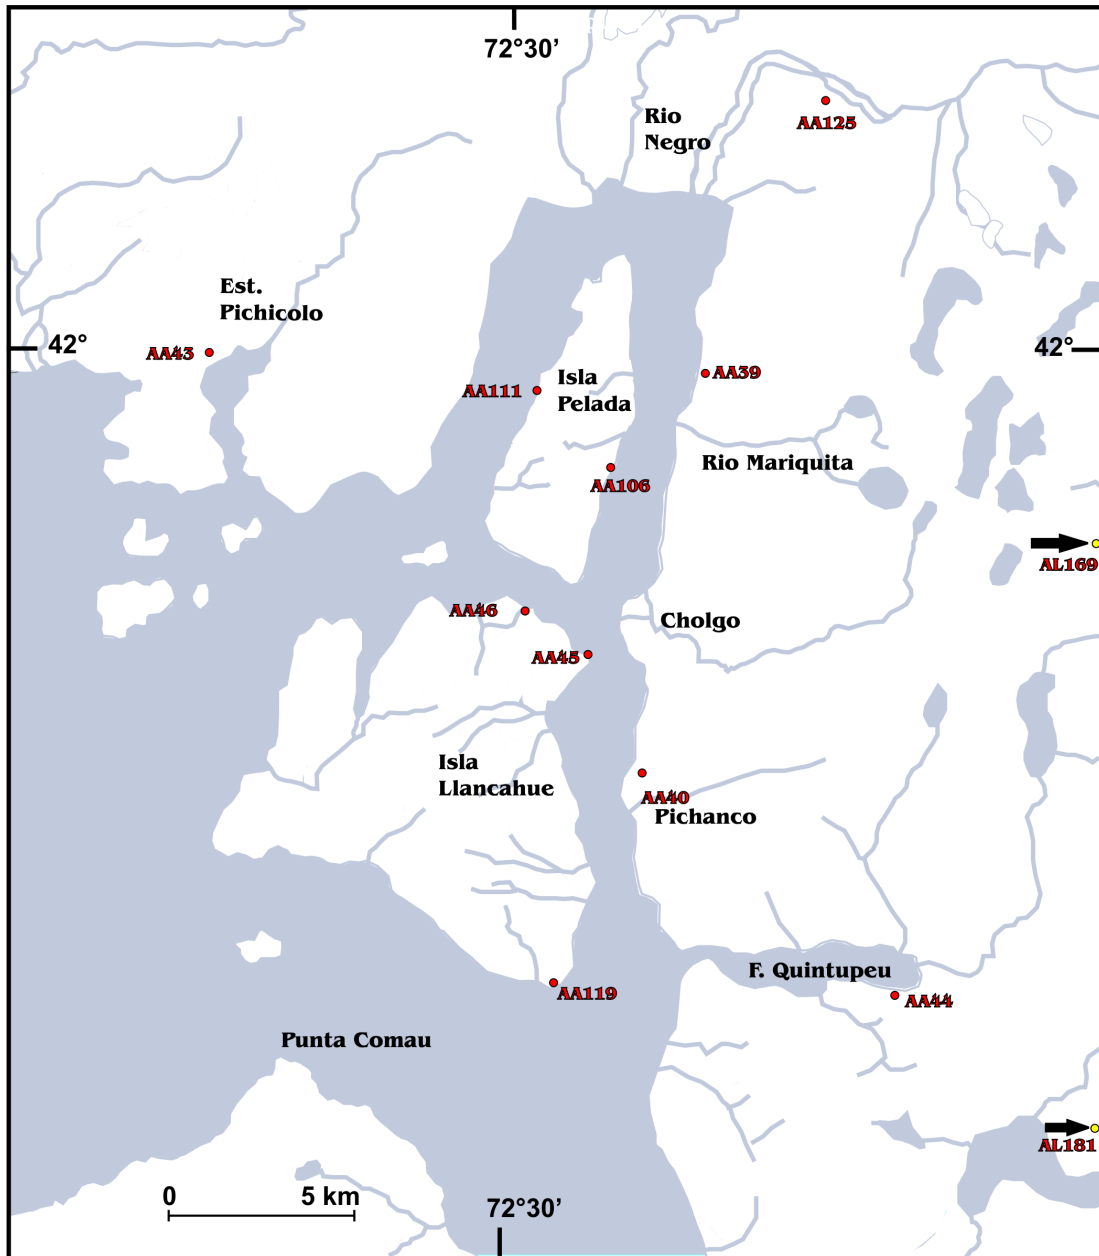 72°30’
Rio
Negro
AA125
Est.
Pichicolo
42°
42°
AA43
Isla
Pelada
AA39
AA111
Rio Mariquita
AA106
AL169
AA46
Cholgo
AA45
Isla
Llancahue
AA40
Pichanco
F. Quintupeu
AA119
AA44
Punta Comau
AL181
0 5 km
72°30’